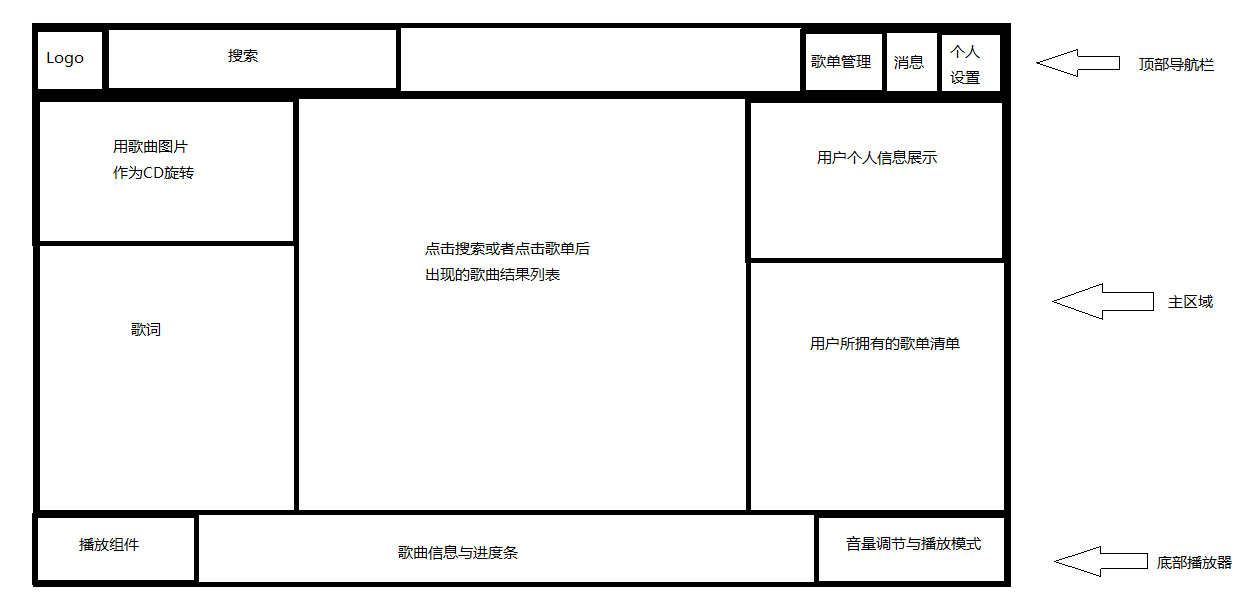 Logo
搜索
歌单管理
消息
个人
设置
顶部导航栏
用歌曲图片
作为CD旋转
用户个人信息展示
点击搜索或者点击歌单后
出现的歌曲结果列表
主区域
歌词
用户所拥有的歌单清单
播放组件
歌曲信息与进度条
音量调节与播放模式
底部播放器